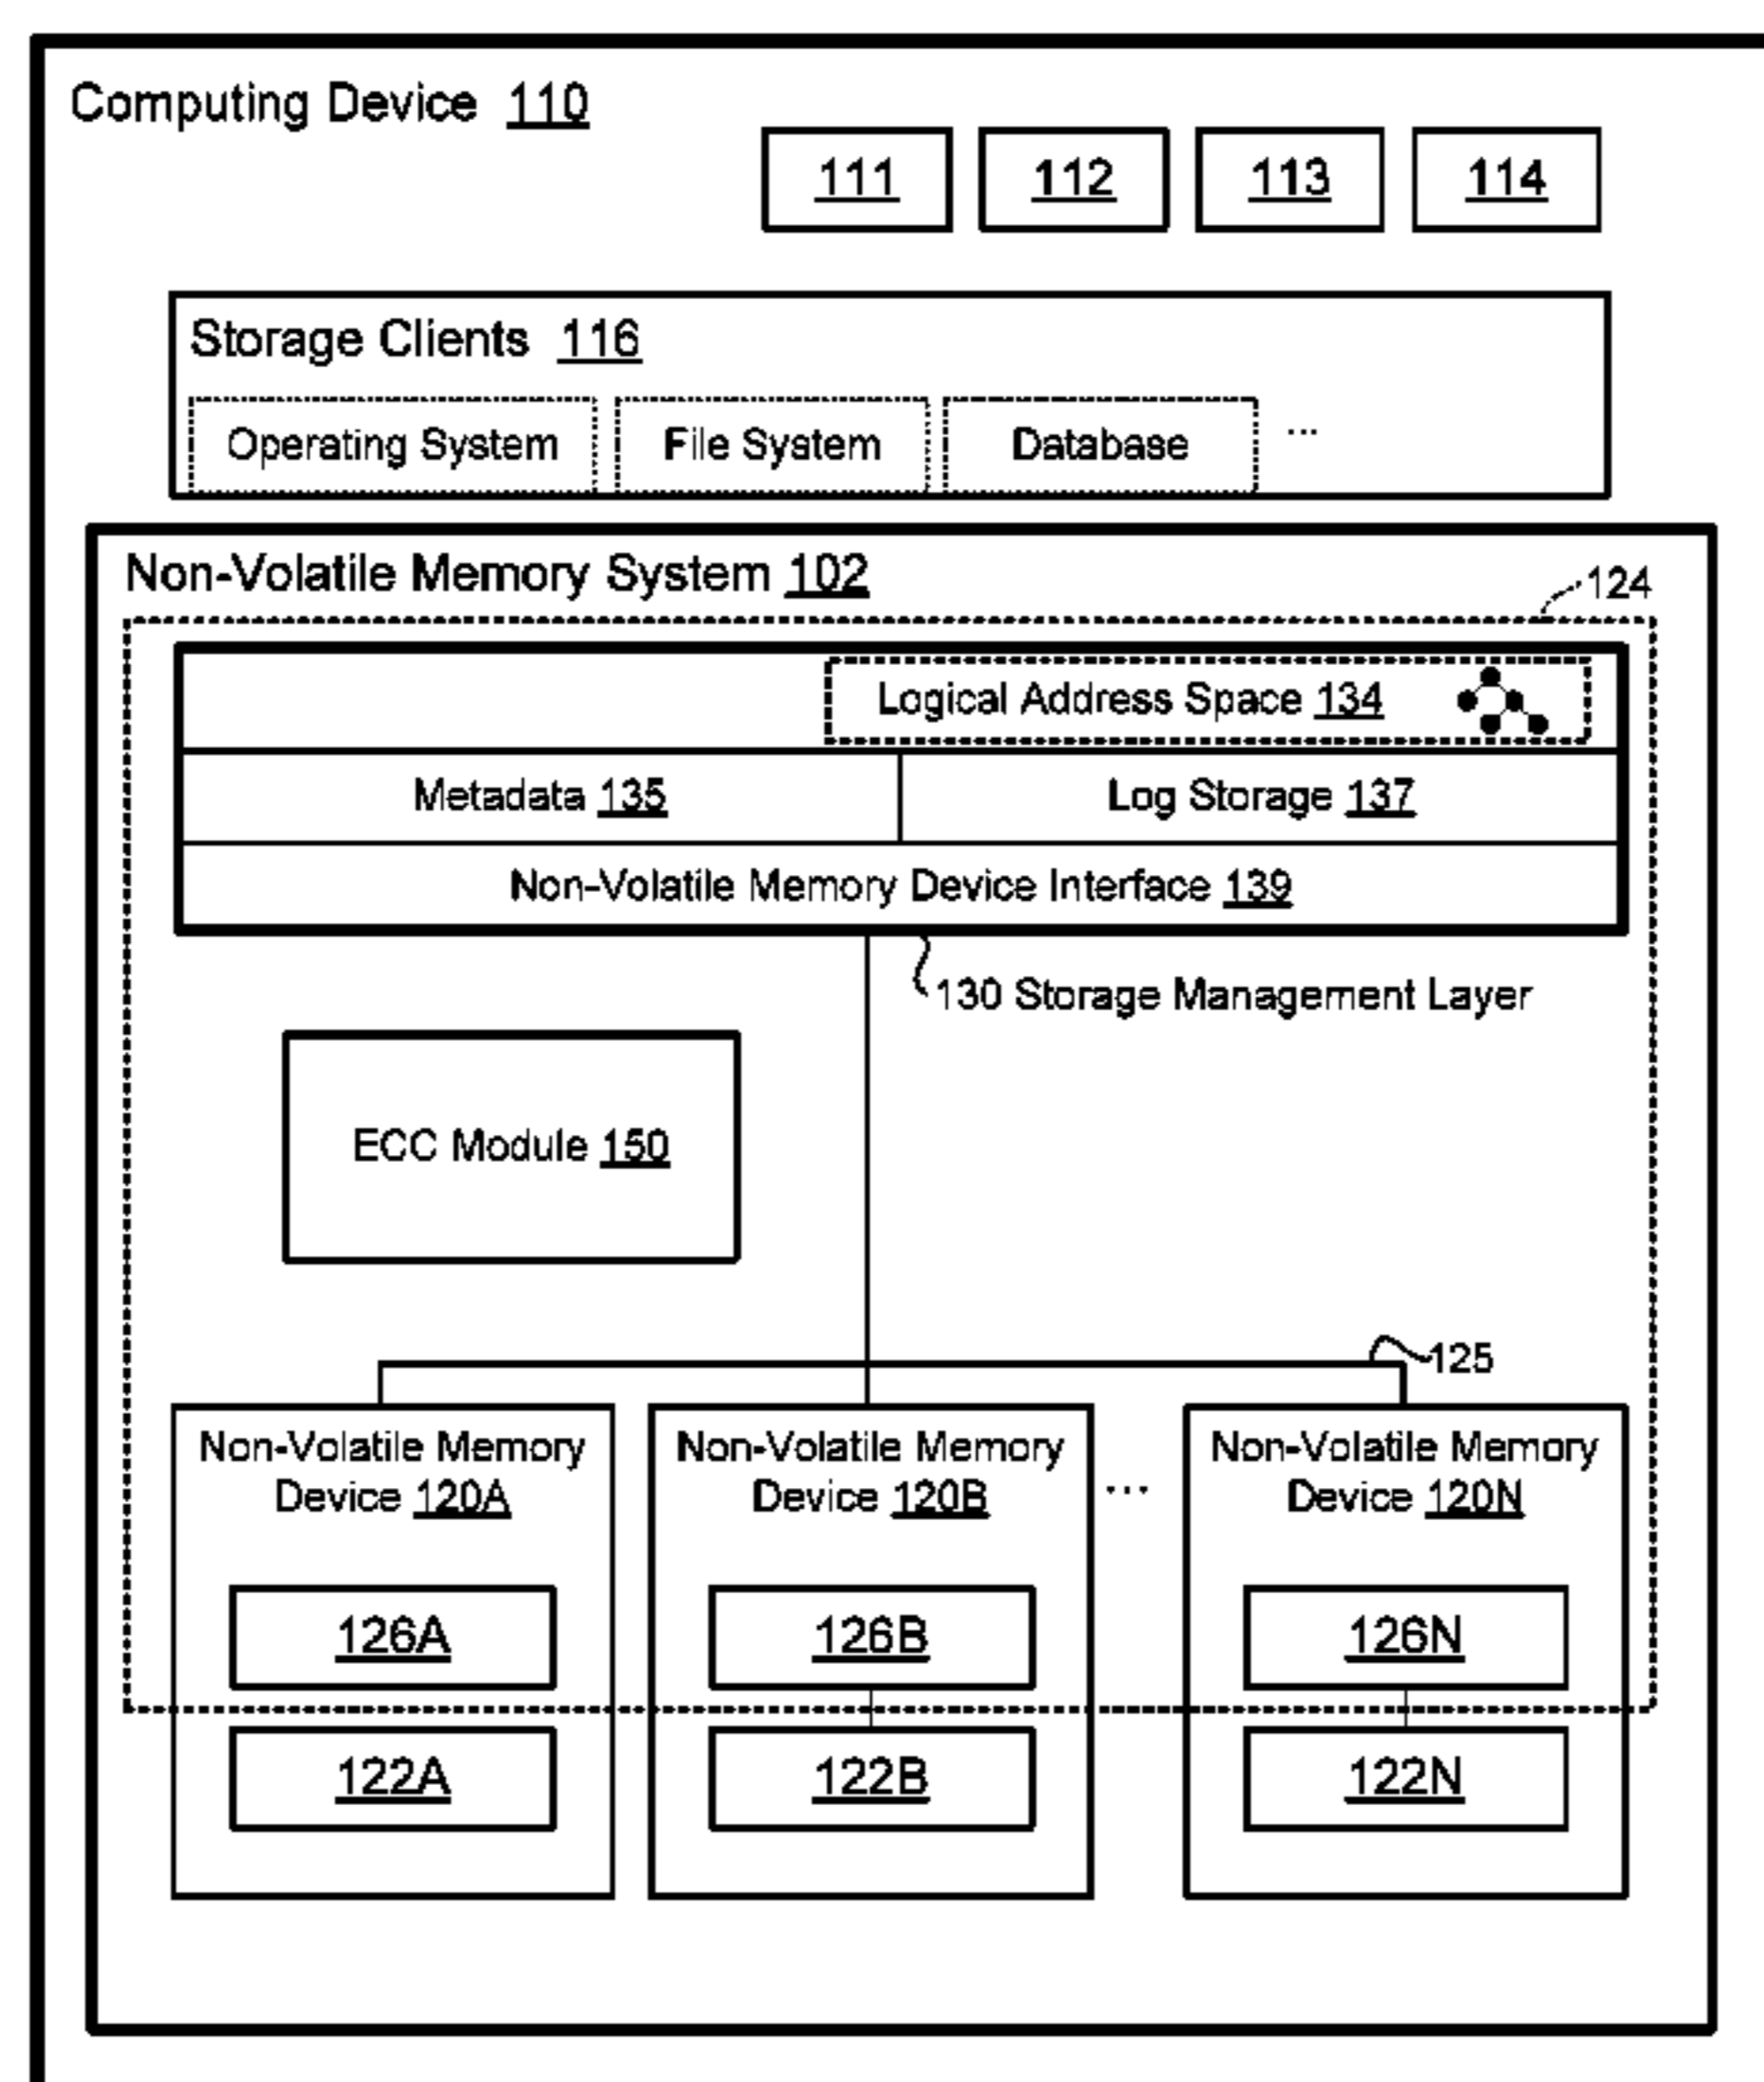 Computing Device 110
111 112 113 114
Storage Clients 116
Operating System File System Database ...
Non-Volatile Memory System 102
124
Logical Address Space 134
Metadata 135 Log Storage 137
Non-Volatile Memory Device Interface 139
130 Storage Management Layer
ECC Module 150
125
Non-Volatile Memory
Device 120A
Non-Volatile Memory
Device 120B
...
Non-Volatile Memory
Device 120N
126A 126B 126N
122A 122B 122N